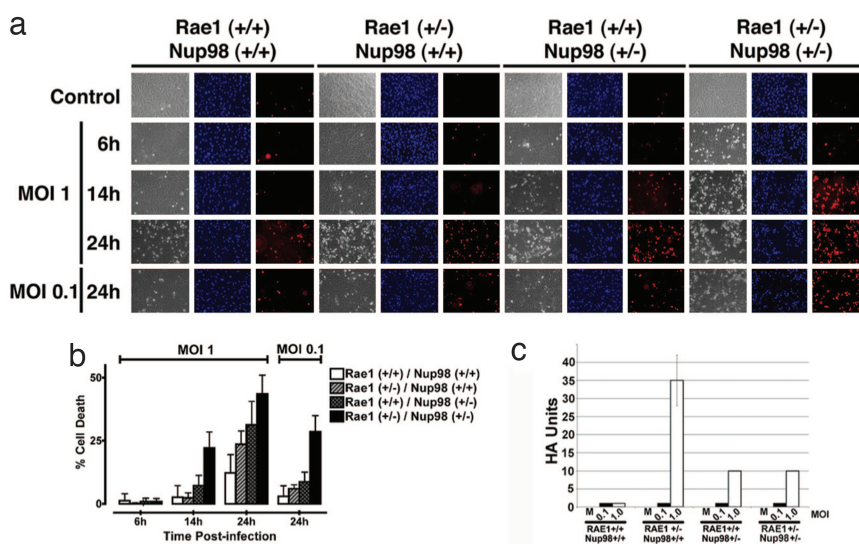 a
Rae1 (+/+) Rae1 (+/-) Rae1 (+/+) Rae1 (+/-)
Nup98 (+/+) Nup98 (+/+) Nup98 (+/-) Nup98 (+/-)
Control
6h
MOI 1 14h
24h
MOI 0.1 24h
b
MOI 1 MOI 0.1
50
25
0
% Cell Death
6h 14h 24h 24h
Time Post-infection
Rae1 (+/+) / Nup98 (+/+)
Rae1 (+/-) / Nup98 (+/+)
Rae1 (+/+) / Nup98 (+/-)
Rae1 (+/-) / Nup98 (+/-)
c
HA Units
40
35
30
25
20
15
10
5
0
M 0.1 1.0 M 0.1 1.0 M 0.1 1.0 M 0.1 1.0 MOI
RAE1+/+ RAE1 +/- RAE1+/+ RAE1+/-
Nup98+/+ Nup98+/+ Nup98+/- Nup98+/-